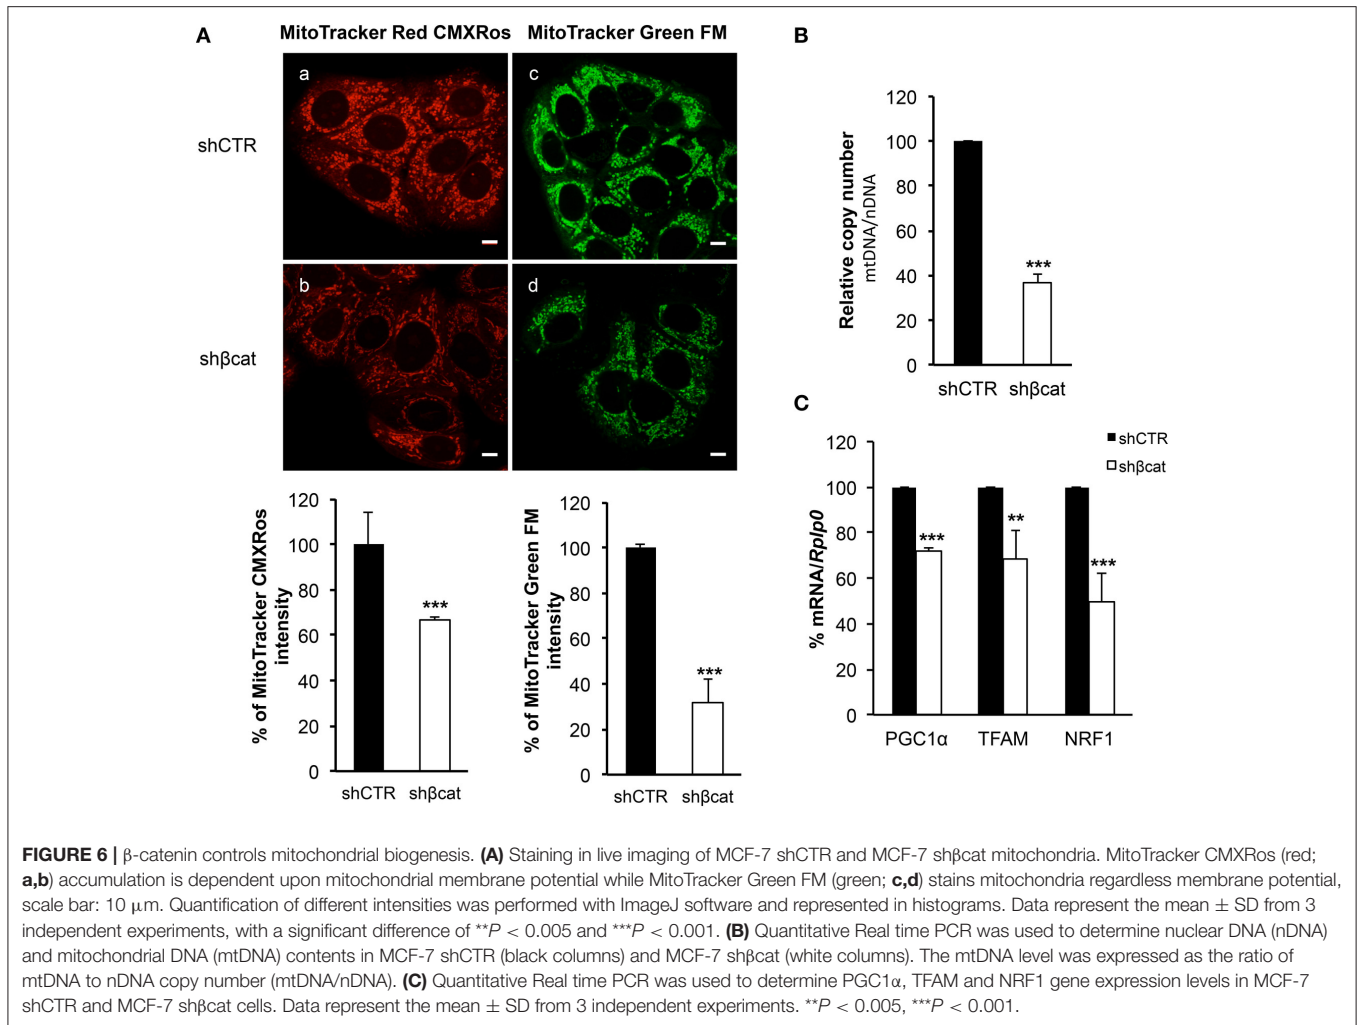 A
MitoTracker Red CMXRos
MitoTracker Green FM
shCTR
a
c
shβcat
b
d
% of MitoTracker CMXRos
intensity
120
100
80
60
40
20
0
***
shCTR
shβcat
% of MitoTracker Green FM
intensity
120
100
80
60
40
20
0
***
shCTR
shβcat
B
Relative copy number
mtDNA/nDNA
120
100
80
60
40
20
0
***
shCTR
shβcat
C
% mRNA/Rplp0
120
100
80
60
40
20
0
shCTR
shβcat
***
**
***
PGC1α
TFAM
NRF1
FIGURE 6 | β-catenin controls mitochondrial biogenesis. (A) Staining in live imaging of MCF-7 shCTR and MCF-7 shβcat mitochondria. MitoTracker CMXRos (red;
a,b) accumulation is dependent upon mitochondrial membrane potential while MitoTracker Green FM (green; c,d) stains mitochondria regardless membrane potential,
scale bar: 10 μm. Quantification of different intensities was performed with ImageJ software and represented in histograms. Data represent the mean ± SD from 3
independent experiments, with a significant difference of **P < 0.005 and ***P < 0.001. (B) Quantitative Real time PCR was used to determine nuclear DNA (nDNA)
and mitochondrial DNA (mtDNA) contents in MCF-7 shCTR (black columns) and MCF-7 shβcat (white columns). The mtDNA level was expressed as the ratio of
mtDNA to nDNA copy number (mtDNA/nDNA). (C) Quantitative Real time PCR was used to determine PGC1α, TFAM and NRF1 gene expression levels in MCF-7
shCTR and MCF-7 shβcat cells. Data represent the mean ± SD from 3 independent experiments. **P < 0.005, ***P < 0.001.